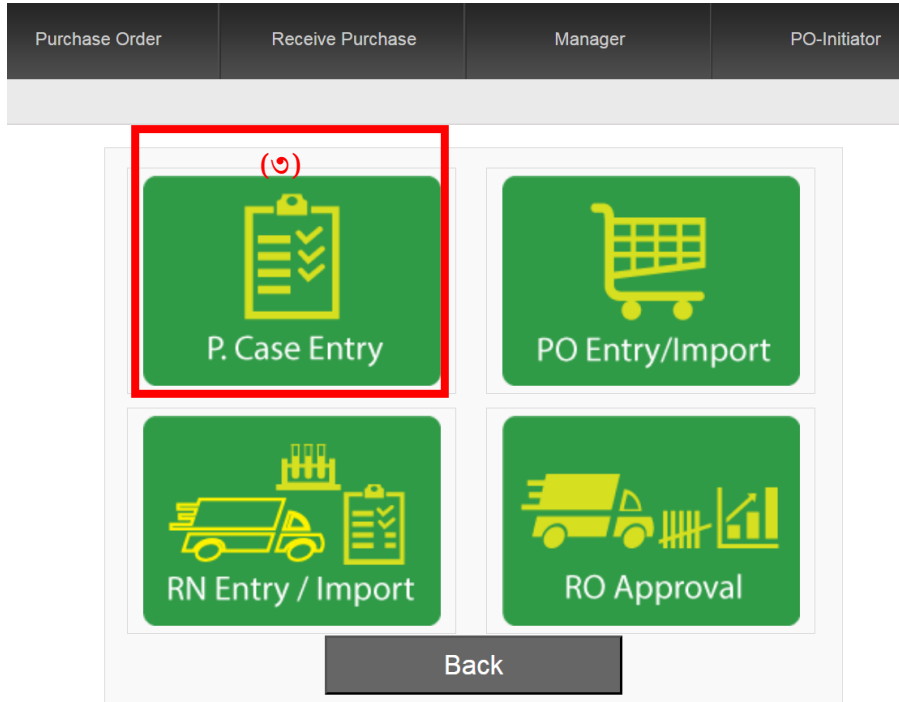 Purchase Order Receive Purchase Manager PO-Initiator
(৩)
P. Case Entry PO Entry/Import
RN Entry / Import RO Approval
Back